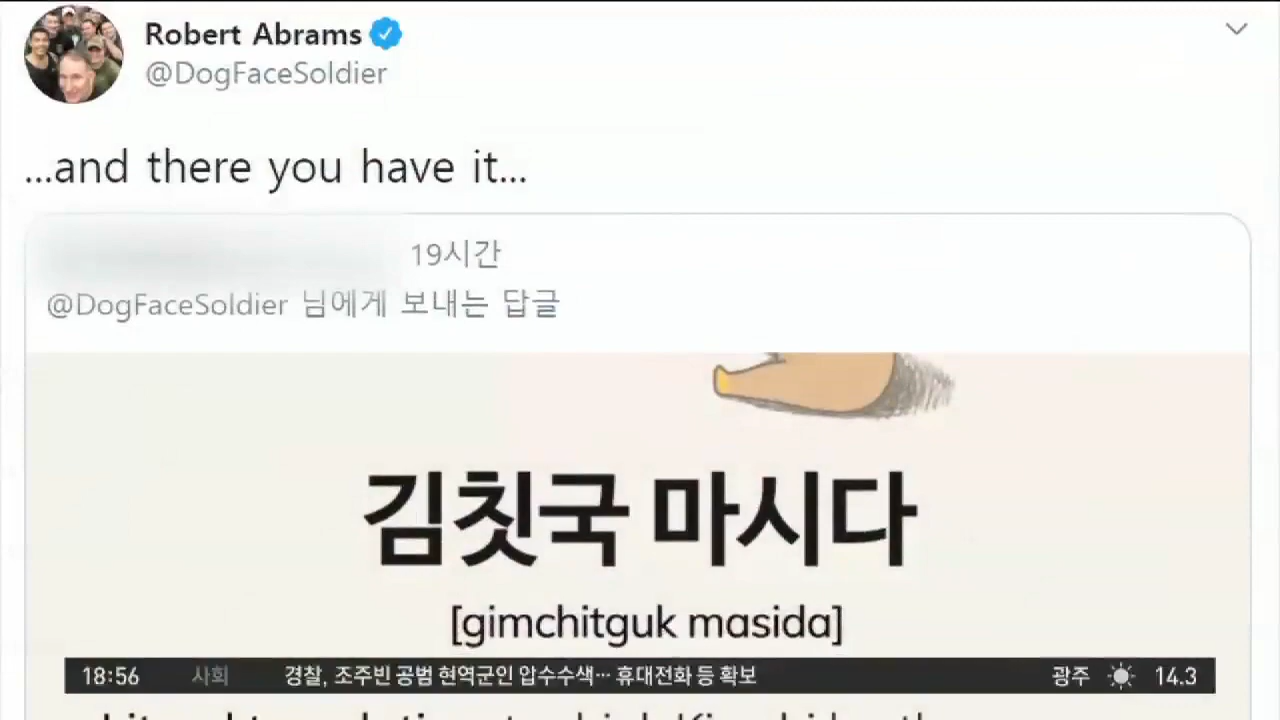 Robert Abrams
@DogFaceSoldier
...and there you have it...
19시간
@DogFaceSoldier 님에게 보내는 답글
김칫국 마시다
[gimchitguk masida]
18:56 사회 경찰, 조주빈 공범 현역군인 압수수색… 휴대전화 등 확보 광주 14.3